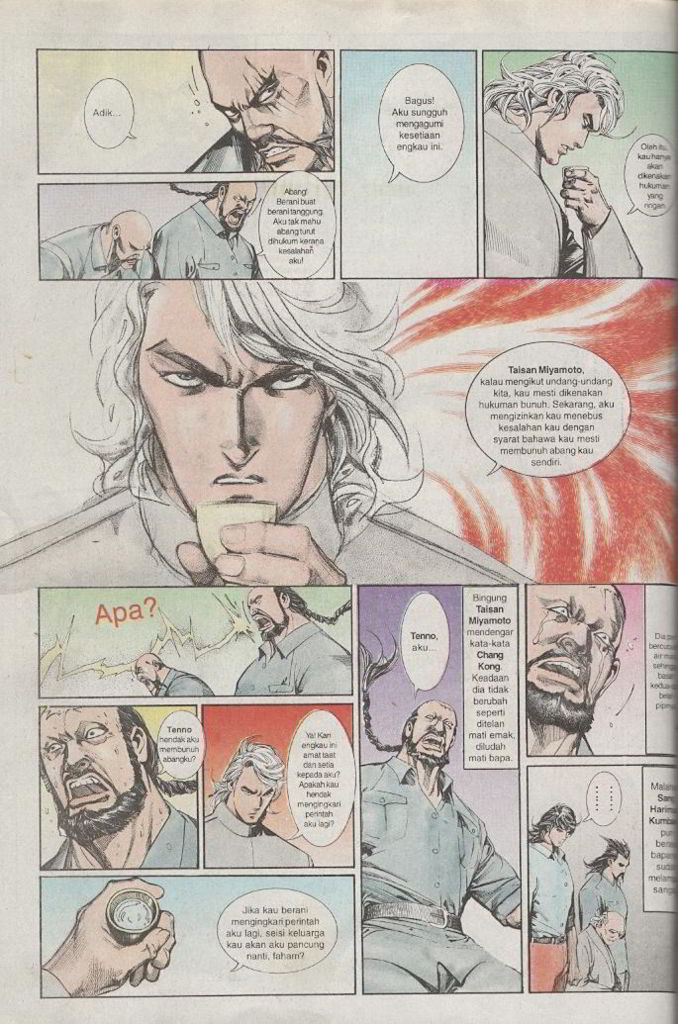 Adik...
Bagus!
Aku sungguh
mengagumi
kesetiaan
engkau ini.
Oleh itu,
kau hanya
akan
dikenakan
hukuman
yang
ringan.
Abang!
Berani buat
berani tanggung.
Aku tak mahu
abang turut
dihukum kerana
kesalahan
aku!
Taisan Miyamoto,
kalau mengikut undang-undang
kita, kau mesti dikenakan
hukuman bunuh. Sekarang, aku
mengizinkan kau menebus
kesalahan kau dengan
syarat bahawa kau mesti
membunuh abang kau
sendiri.
Apa?
Tenno
hendak aku
membunuh
abangku?
Ya! Kan
engkau ini
amat taat
dan setia
kepada aku?
Apakah kau
hendak
mengingkari
perintah
aku lagi?
Jika kau berani
mengingkari perintah
aku lagi, seisi keluarga
kau akan aku pancung
nanti, faham?
Tenno,
aku...
Bingung
Taisan
Miyamoto
mendengar
kata-kata
Chang
Kong.
Keadaan
dia tidak
berubah
seperti
ditelan
mati emak,
diludah
mati bapa.
Dia
air